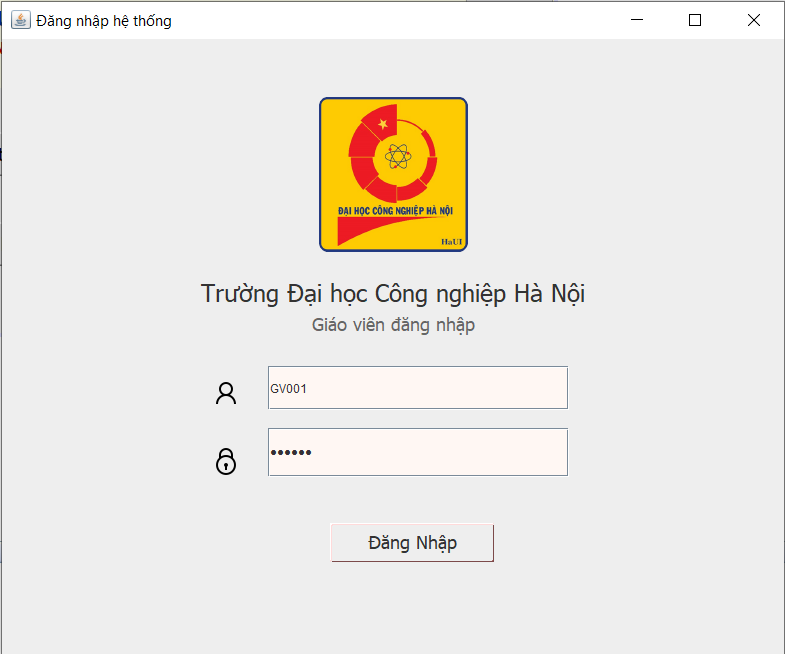 Đăng nhập hệ thống
ĐẠI HỌC CÔNG NGHIỆP HÀ NỘI
HaUI
Trường Đại học Công nghiệp Hà Nội
Giáo viên đăng nhập
GV001
••••••
Đăng Nhập